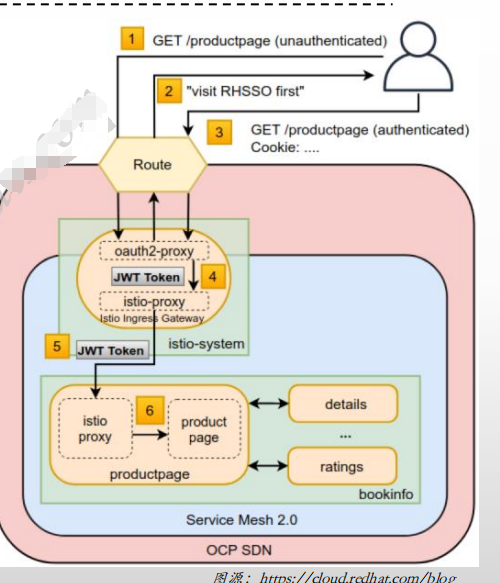 1 GET /productpage (unauthenticated)
2 "visit RHSSO first"
3 GET /productpage (authenticated)
Cookie: ....
Route
oauth2-proxy
JWT Token 4
istio-proxy
Istio Ingress Gateway
5 JWT Token
istio-system
istio
proxy
6
product
page
productpage
details
...
ratings
bookinfo
Service Mesh 2.0
OCP SDN
图源：https://cloud.redhat.com/blog